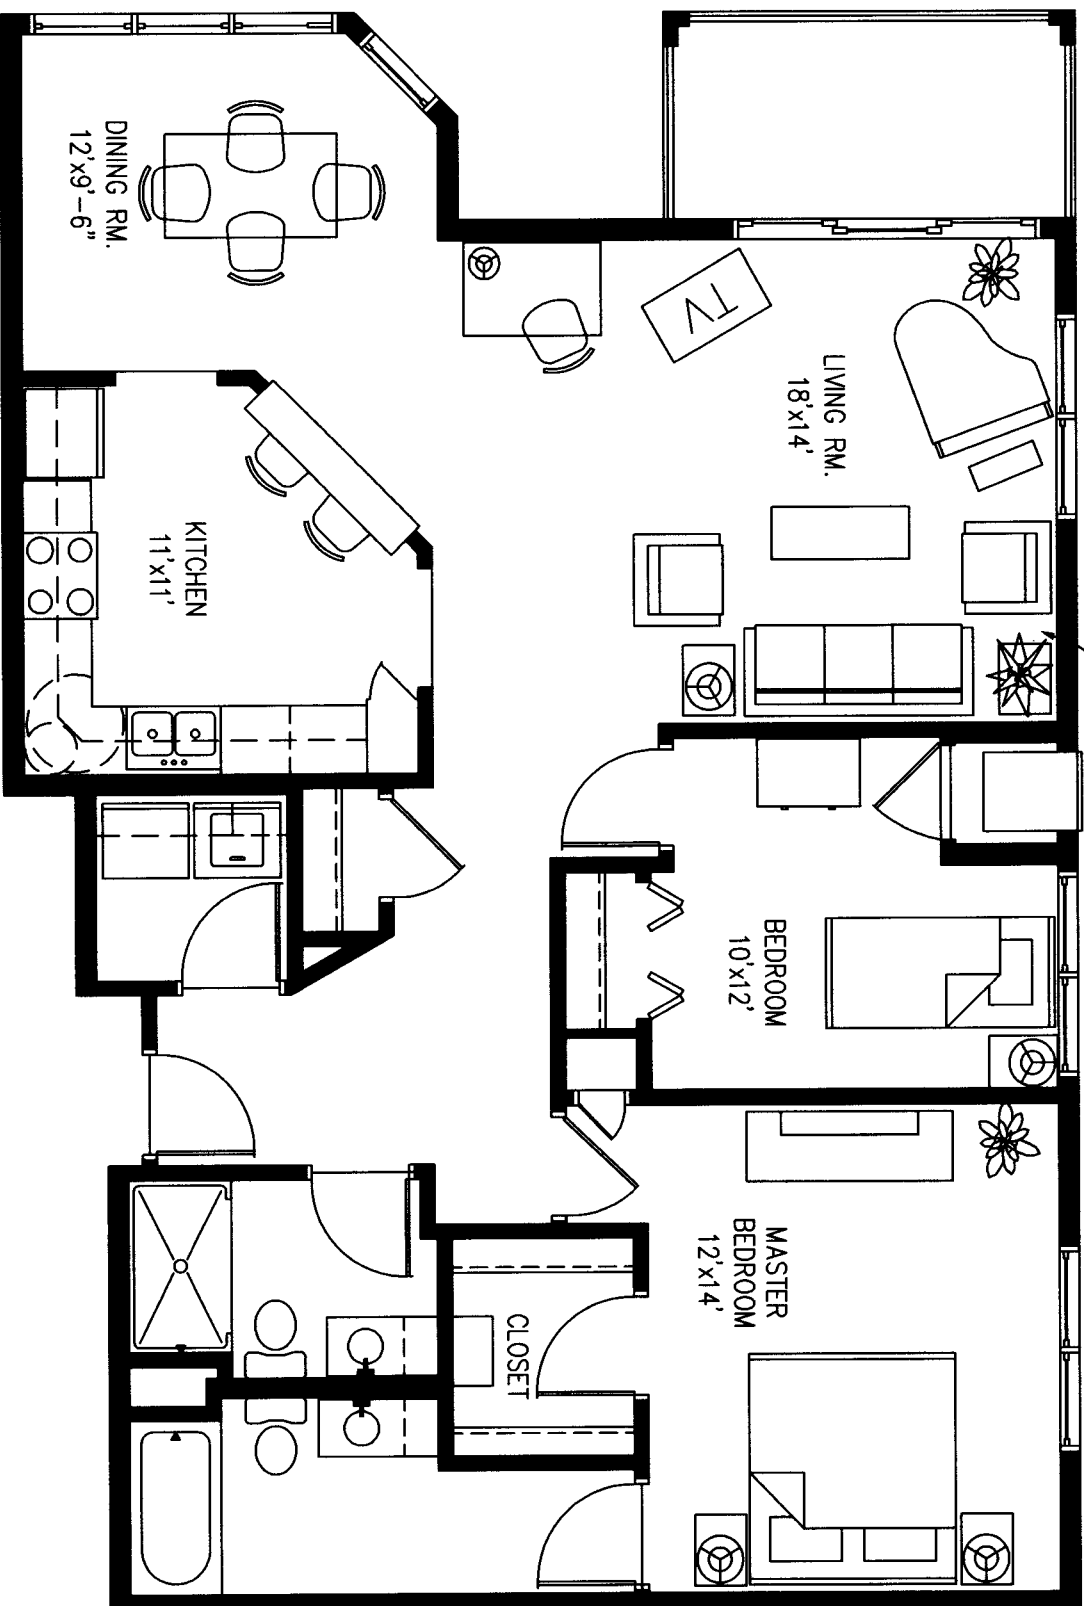 DINING RM.
12'x9'-6"
TV
LIVING RM.
18'x14'
KITCHEN
11'x11'
BEDROOM
10'x12'
MASTER
BEDROOM
12'x14'
CLOSET